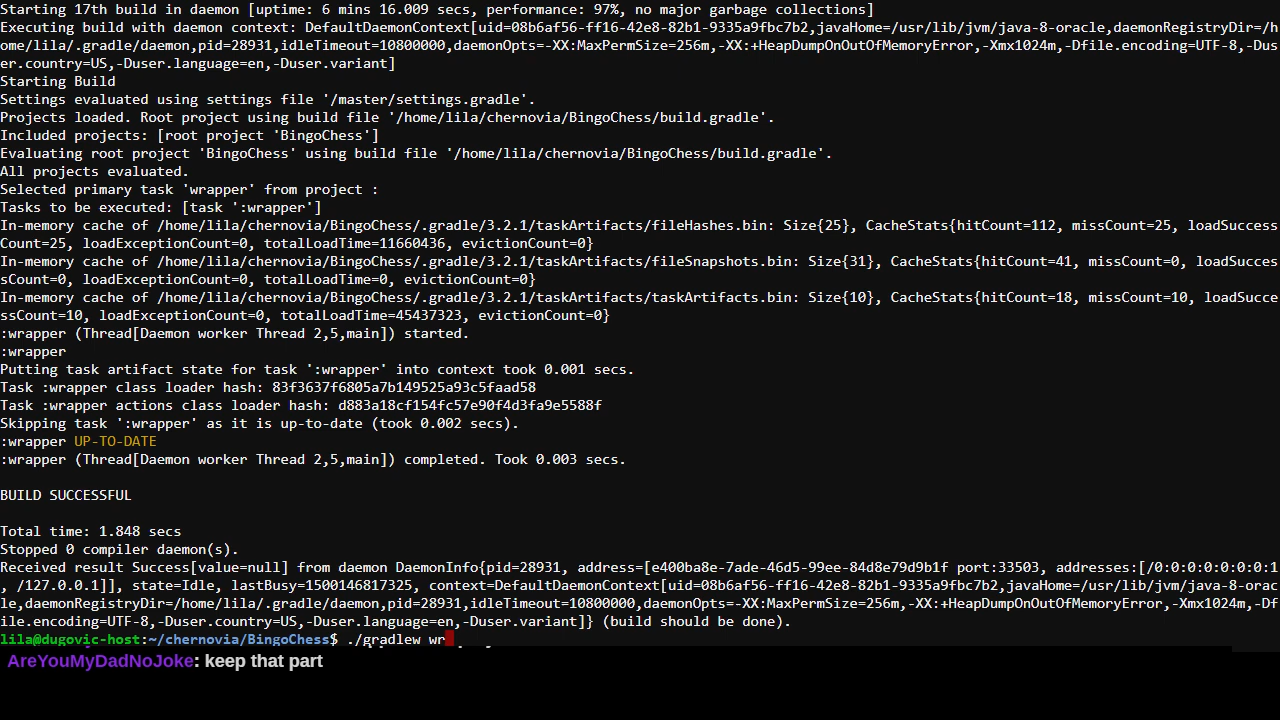 Starting 17th build in daemon [uptime: 6 mins 16.009 secs, performance: 97%, no major garbage collections]
Executing build with daemon context: DefaultDaemonContext[uid=08b6af56-ff16-42e8-82b1-9335a9fbc7b2,javaHome=/usr/lib/jvm/java-8-oracle,daemonRegistryDir=/h
ome/lila/.gradle/daemon,pid=28931,idleTimeout=10800000,daemonOpts=-XX:MaxPermSize=256m,-XX:+HeapDumpOnOutOfMemoryError,-Xmx1024m,-Dfile.encoding=UTF-8,-Dus
er.country=US,-Duser.language=en,-Duser.variant]
Starting Build
Settings evaluated using settings file '/master/settings.gradle'.
Projects loaded. Root project using build file '/home/lila/chernovia/BingoChess/build.gradle'.
Included projects: [root project 'BingoChess']
Evaluating root project 'BingoChess' using build file '/home/lila/chernovia/BingoChess/build.gradle'.
All projects evaluated.
Selected primary task 'wrapper' from project :
Tasks to be executed: [task ':wrapper']
In-memory cache of /home/lila/chernovia/BingoChess/.gradle/3.2.1/taskArtifacts/fileHashes.bin: Size{25}, CacheStats{hitCount=112, missCount=25, loadSuccess
Count=25, loadExceptionCount=0, totalLoadTime=11660436, evictionCount=0}
In-memory cache of /home/lila/chernovia/BingoChess/.gradle/3.2.1/taskArtifacts/fileSnapshots.bin: Size{31}, CacheStats{hitCount=41, missCount=0, loadSucces
sCount=0, loadExceptionCount=0, totalLoadTime=0, evictionCount=0}
In-memory cache of /home/lila/chernovia/BingoChess/.gradle/3.2.1/taskArtifacts/taskArtifacts.bin: Size{10}, CacheStats{hitCount=18, missCount=10, loadSucce
ssCount=10, loadExceptionCount=0, totalLoadTime=45437323, evictionCount=0}
:wrapper (Thread[Daemon worker Thread 2,5,main]) started.
:wrapper
Putting task artifact state for task ':wrapper' into context took 0.001 secs.
Task :wrapper class loader hash: 83f3637f6805a7b149525a93c5faad58
Task :wrapper actions class loader hash: d883a18cf154fc57e90f4d3fa9e5588f
Skipping task ':wrapper' as it is up-to-date (took 0.002 secs).
:wrapper UP-TO-DATE
:wrapper (Thread[Daemon worker Thread 2,5,main]) completed. Took 0.003 secs.
BUILD SUCCESSFUL
Total time: 1.848 secs
Stopped 0 compiler daemon(s).
Received result Success[value=null] from daemon DaemonInfo{pid=28931, address=[e400ba8e-7ade-46d5-99ee-84d8e79d9b1f port:33503, addresses:[/0:0:0:0:0:0:0:1
, /127.0.0.1]], state=Idle, lastBusy=1500146817325, context=DefaultDaemonContext[uid=08b6af56-ff16-42e8-82b1-9335a9fbc7b2,javaHome=/usr/lib/jvm/java-8-orac
le,daemonRegistryDir=/home/lila/.gradle/daemon,pid=28931,idleTimeout=10800000,daemonOpts=-XX:MaxPermSize=256m,-XX:+HeapDumpOnOutOfMemoryError,-Xmx1024m,-Df
ile.encoding=UTF-8,-Duser.country=US,-Duser.language=en,-Duser.variant]} (build should be done).
lila@dugovic-host:~/chernovia/BingoChess$ ./gradlew wr
AreYouMyDadNoJoke: keep that part